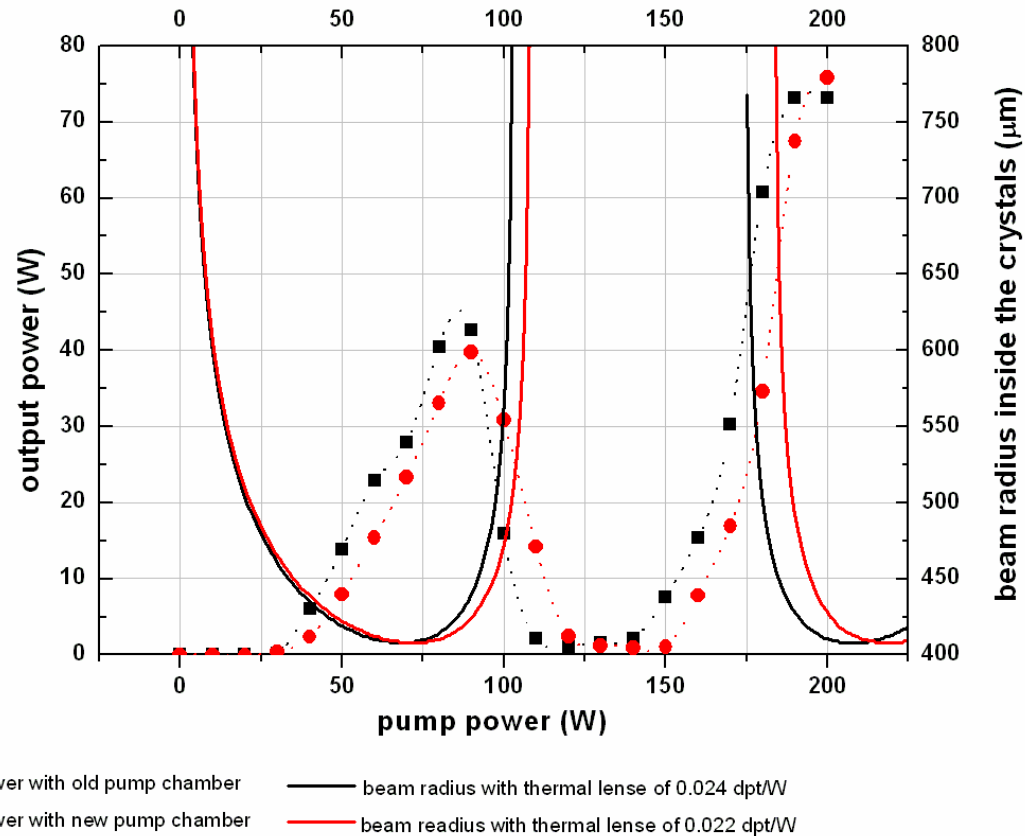 0 50 100 150 200
80 800
70 750
60 700
50 650
40 600
30 550
20 500
10 450
0 400
output power (W)
beam radius inside the crystals (µm)
0 50 100 150 200
pump power (W)
with old pump chamber beam radius with thermal lense of 0.024 dpt/W
with new pump chamber beam readius with thermal lense of 0.022 dpt/W